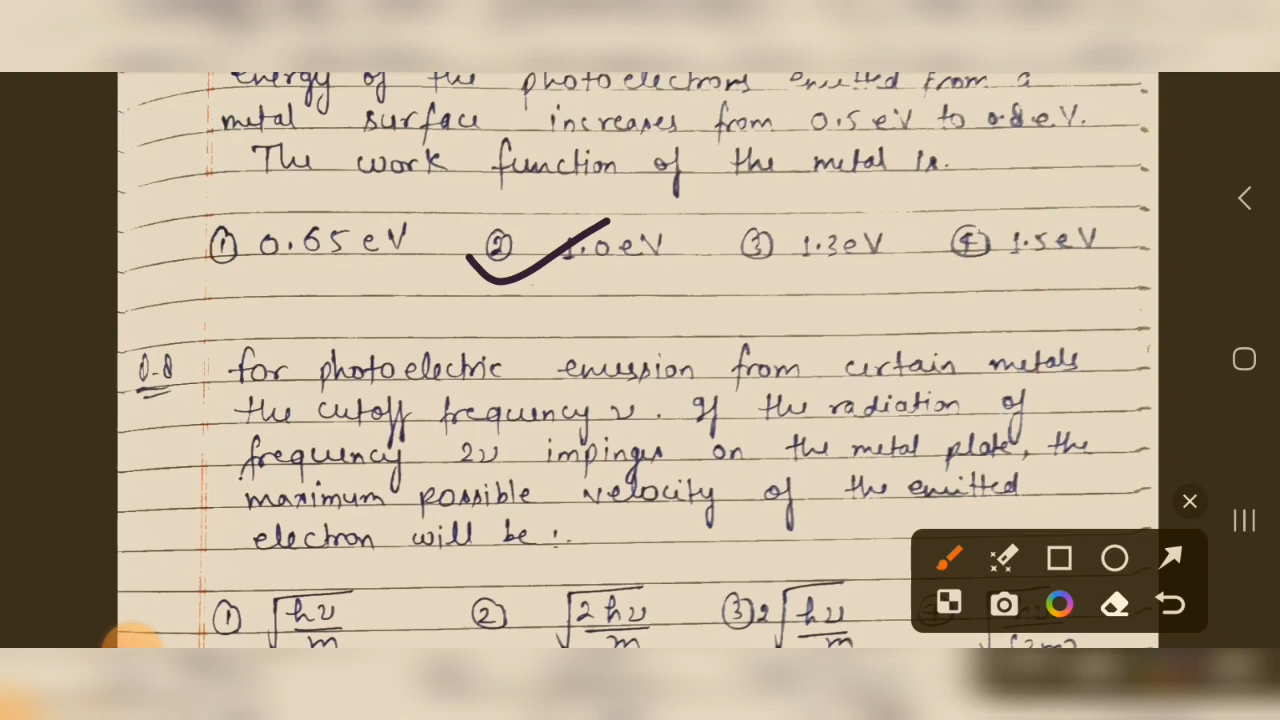 energy of the photoelectrons emitted from a
metal surface increases from 0.5 eV to 0.8 eV.
The work function of the metal is.
① 0.65 eV ② 1.0 eV ③ 1.3 eV ④ 1.5 eV
Q-8 for photoelectric emission from certain metals
the cutoff frequency ν. If the radiation of
frequency 2ν impinges on the metal plate, the
maximum possible velocity of the emitted
electron will be :.
① √(hν/m) ② √(2hν/m) ③ 2√(hν/m)